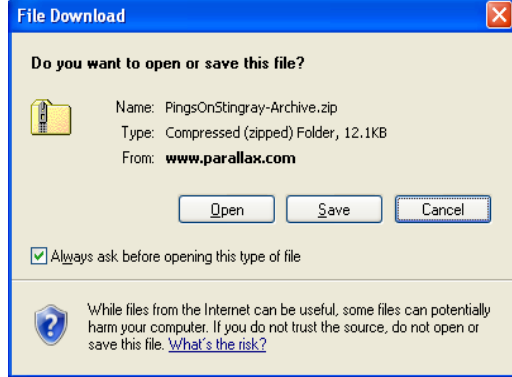 File Download
Do you want to open or save this file?
Name: PingsOnStingray-Archive.zip
Type: Compressed (zipped) Folder, 12.1KB
From: www.parallax.com
Open Save Cancel
Always ask before opening this type of file
While files from the Internet can be useful, some files can potentially
harm your computer. If you do not trust the source, do not open or
save this file. What's the risk?